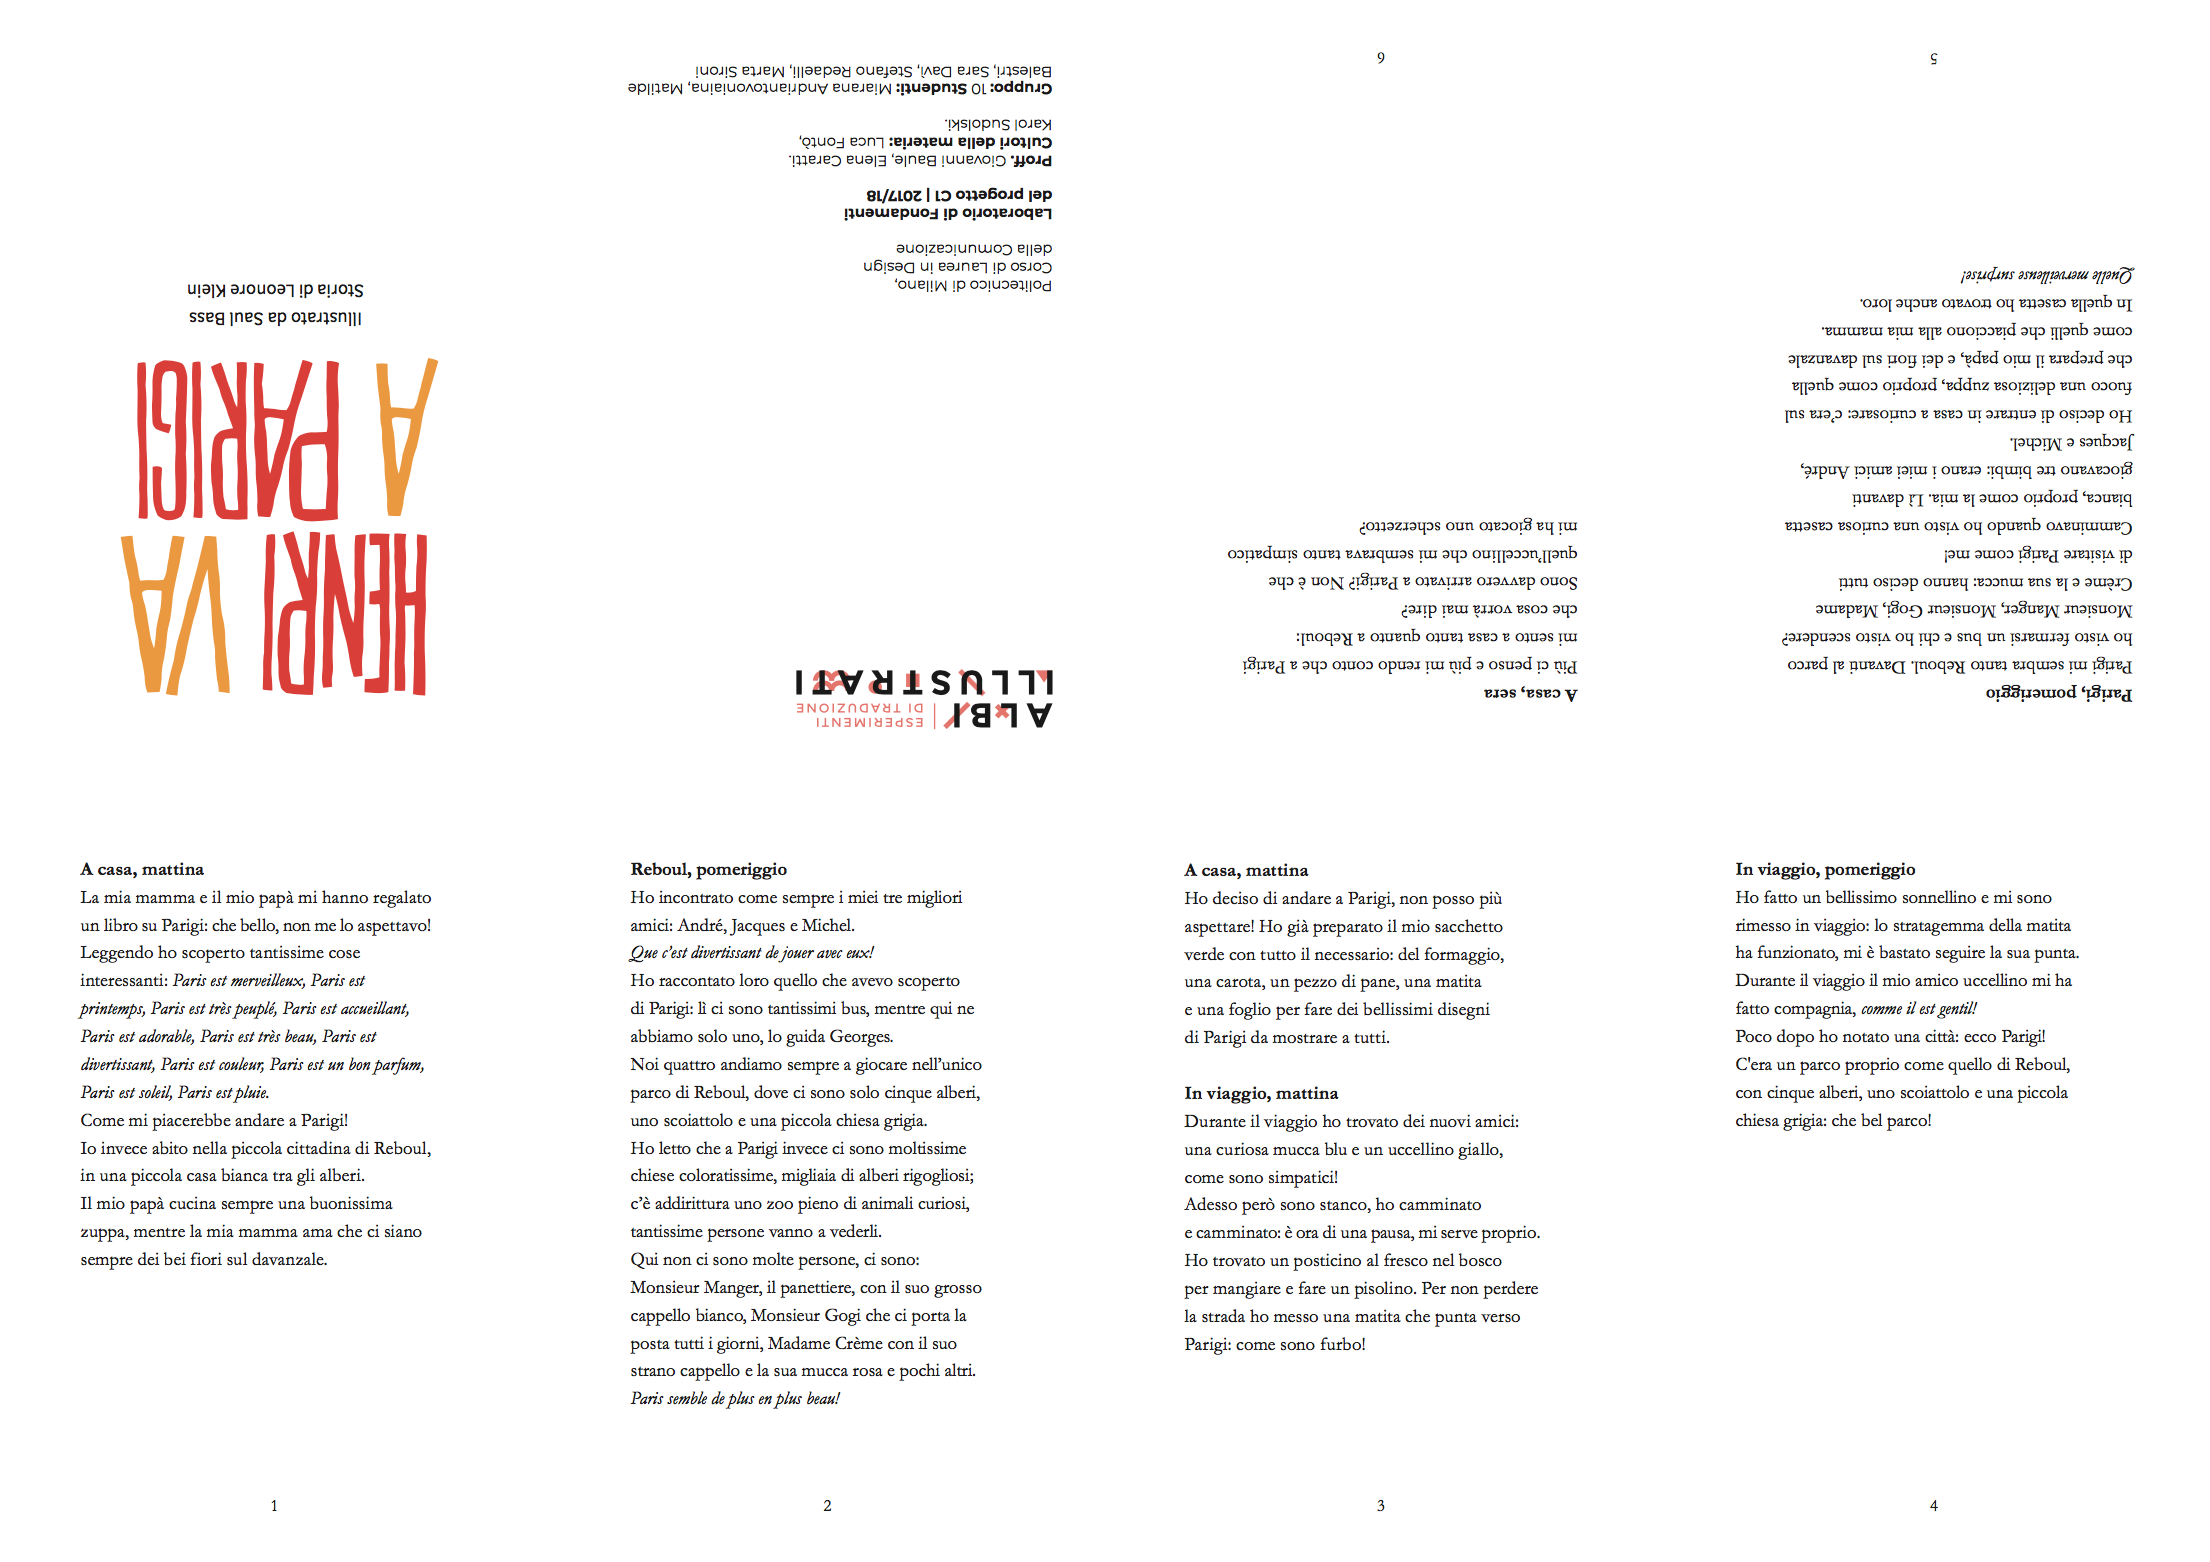 HENRI VA
A PARIGI
Illustrato da Saul Bass
Storia di Leonore Klein
A casa, mattina
La mia mamma e il mio papà mi hanno regalato
un libro su Parigi: che bello, non me lo aspettavo!
Leggendo ho scoperto tantissime cose
interessanti: Paris est merveilleux, Paris est
printemps, Paris est très peuplé, Paris est accueillant,
Paris est adorable, Paris est très beau, Paris est
divertissant, Paris est couleur, Paris est un bon parfum,
Paris est soleil, Paris est pluie.
Come mi piacerebbe andare a Parigi!
Io invece abito nella piccola cittadina di Reboul,
in una piccola casa bianca tra gli alberi.
Il mio papà cucina sempre una buonissima
zuppa, mentre la mia mamma ama che ci siano
sempre dei bei fiori sul davanzale.
1
Reboul, pomeriggio
Ho incontrato come sempre i miei tre migliori
amici: André, Jacques e Michel.
Que c'est divertissant de jouer avec eux!
Ho raccontato loro quello che avevo scoperto
di Parigi: lì ci sono tantissimi bus, mentre qui ne
abbiamo solo uno, lo guida Georges.
Noi quattro andiamo sempre a giocare nell'unico
parco di Reboul, dove ci sono solo cinque alberi,
uno scoiattolo e una piccola chiesa grigia.
Ho letto che a Parigi invece ci sono moltissime
chiese coloratissime, migliaia di alberi rigogliosi;
c'è addirittura uno zoo pieno di animali curiosi,
tantissime persone vanno a vederli.
Qui non ci sono molte persone, ci sono:
Monsieur Manger, il panettiere, con il suo grosso
cappello bianco, Monsieur Gogi che ci porta la
posta tutti i giorni, Madame Crème con il suo
strano cappello e la sua mucca rosa e pochi altri.
Paris semble de plus en plus beau!
2
A casa, mattina
Ho deciso di andare a Parigi, non posso più
aspettare! Ho già preparato il mio sacchetto
verde con tutto il necessario: del formaggio,
una carota, un pezzo di pane, una matita
e una foglio per fare dei bellissimi disegni
di Parigi da mostrare a tutti.
In viaggio, mattina
Durante il viaggio ho trovato dei nuovi amici:
una curiosa mucca blu e un uccellino giallo,
come sono simpatici!
Adesso però sono stanco, ho camminato
e camminato: è ora di una pausa, mi serve proprio.
Ho trovato un posticino al fresco nel bosco
per mangiare e fare un pisolino. Per non perdere
la strada ho messo una matita che punta verso
Parigi: come sono furbo!
3
In viaggio, pomeriggio
Ho fatto un bellissimo sonnellino e mi sono
rimesso in viaggio: lo stratagemma della matita
ha funzionato, mi è bastato seguire la sua punta.
Durante il viaggio il mio amico uccellino mi ha
fatto compagnia, comme il est gentil!
Poco dopo ho notato una città: ecco Parigi!
C'era un parco proprio come quello di Reboul,
con cinque alberi, uno scoiattolo e una piccola
chiesa grigia: che bel parco!
4
Parigi, pomeriggio
Parigi mi sembra tanto Reboul. Davanti al parco
ho visto fermarsi un bus e chi ho visto scendere?
Monsieur Manger, Monsieur Gogi, Madame
Crème e la sua mucca: hanno deciso tutti
di visitare Parigi come me!
Camminavo quando ho visto una curiosa casetta
bianca, proprio come la mia. Lì davanti
giocavano tre bimbi: erano i miei amici André,
Jacques e Michel.
Ho deciso di entrare in casa a curiosare: c'era sul
fuoco una deliziosa zuppa, proprio come quella
che prepara il mio papà, e dei fiori sul davanzale
come quelli che piacciono alla mia mamma.
In quella casetta ho trovato anche loro.
Quelle merveilleuse surprise!
5
A casa, sera
Più ci penso e più mi rendo conto che a Parigi
mi sento a casa tanto quanto a Reboul:
che cosa vorrà mai dire?
Sono davvero arrivato a Parigi? Non è che
quell'uccellino che mi sembrava tanto simpatico
mi ha giocato uno scherzetto?
6
ALBI
ILLUSTRATI
ESPERIMENTI
DI TRADUZIONE
Politecnico di Milano,
Corso di Laurea in Design
della Comunicazione
Laboratorio di Fondamenti
del progetto C1 | 2017/18
Proff. Giovanni Baule, Elena Caratti.
Cultori della materia: Luca Fontò,
Karol Sudolski.
Gruppo: 10 Studenti: Miarana Andriantovoniaina, Matilde
Balestri, Sara Davì, Stefano Redaelli, Marta Sironi